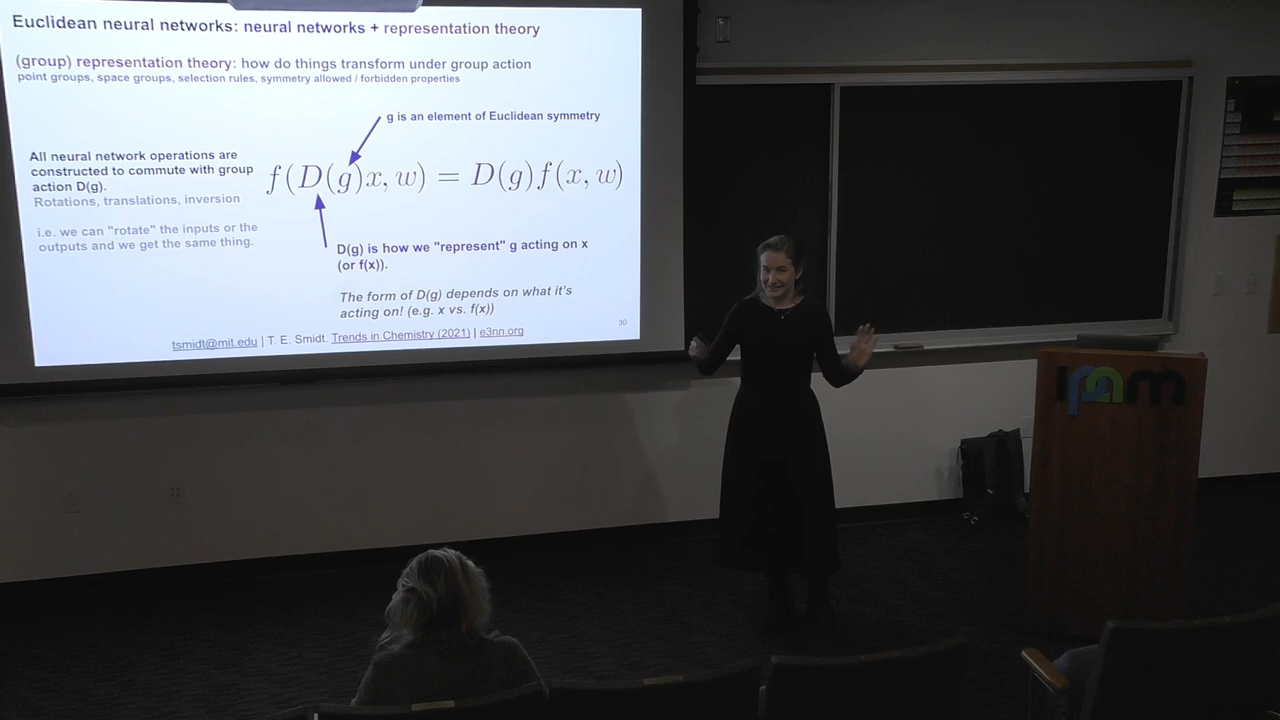 Euclidean neural networks: neural networks + representation theory
(group) representation theory: how do things transform under group action
point groups, space groups, selection rules, symmetry allowed / forbidden properties
g is an element of Euclidean symmetry
All neural network operations are
constructed to commute with group
action D(g).
Rotations, translations, inversion
i.e. we can "rotate" the inputs or the
outputs and we get the same thing.
f(D(g)x, w) = D(g)f(x, w)
D(g) is how we "represent" g acting on x
(or f(x)).
The form of D(g) depends on what it's
acting on! (e.g. x vs. f(x))
30
tsmidt@mit.edu | T. E. Smidt. Trends in Chemistry (2021) | e3nn.org
ipam